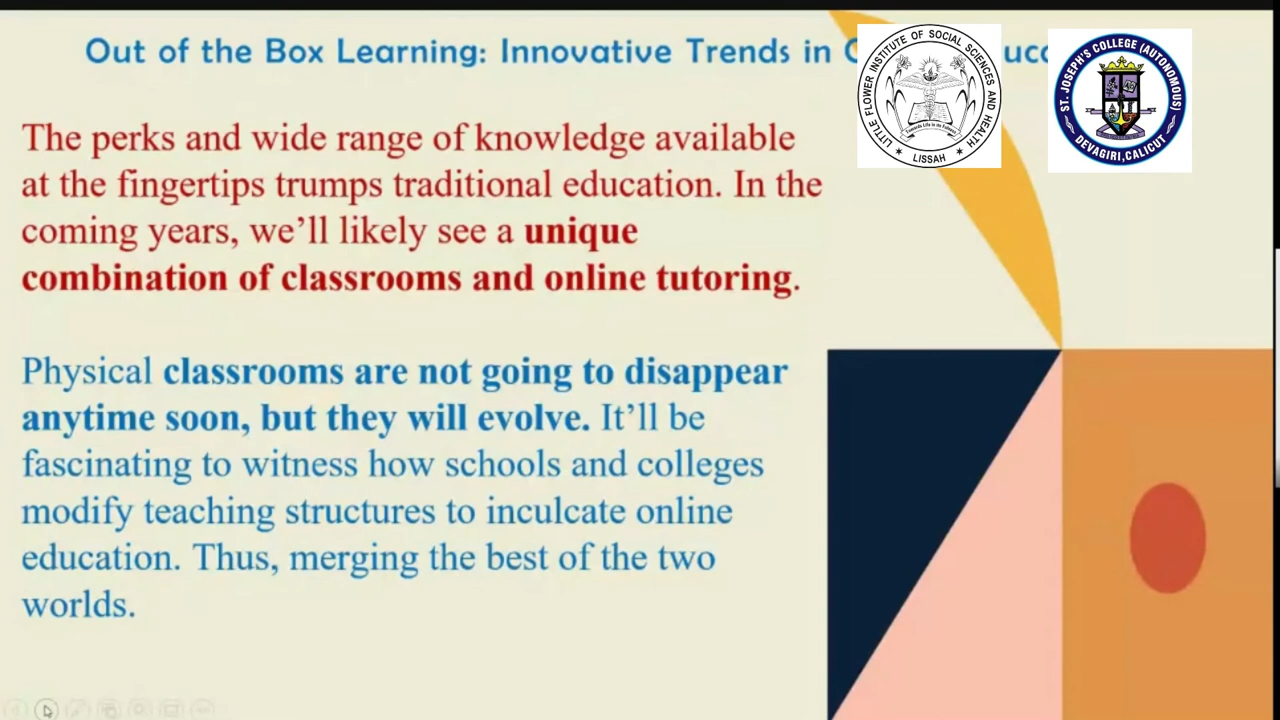 Out of the Box Learning: Innovative Trends in
LITTLE FLOWER INSTITUTE OF SOCIAL SCIENCES AND HEALTH
LISSAH
ST. JOSEPH'S COLLEGE (AUTONOMOUS)
DEVAGIRI, CALICUT
The perks and wide range of knowledge available
at the fingertips trumps traditional education. In the
coming years, we’ll likely see a unique
combination of classrooms and online tutoring.
Physical classrooms are not going to disappear
anytime soon, but they will evolve. It’ll be
fascinating to witness how schools and colleges
modify teaching structures to inculcate online
education. Thus, merging the best of the two
worlds.